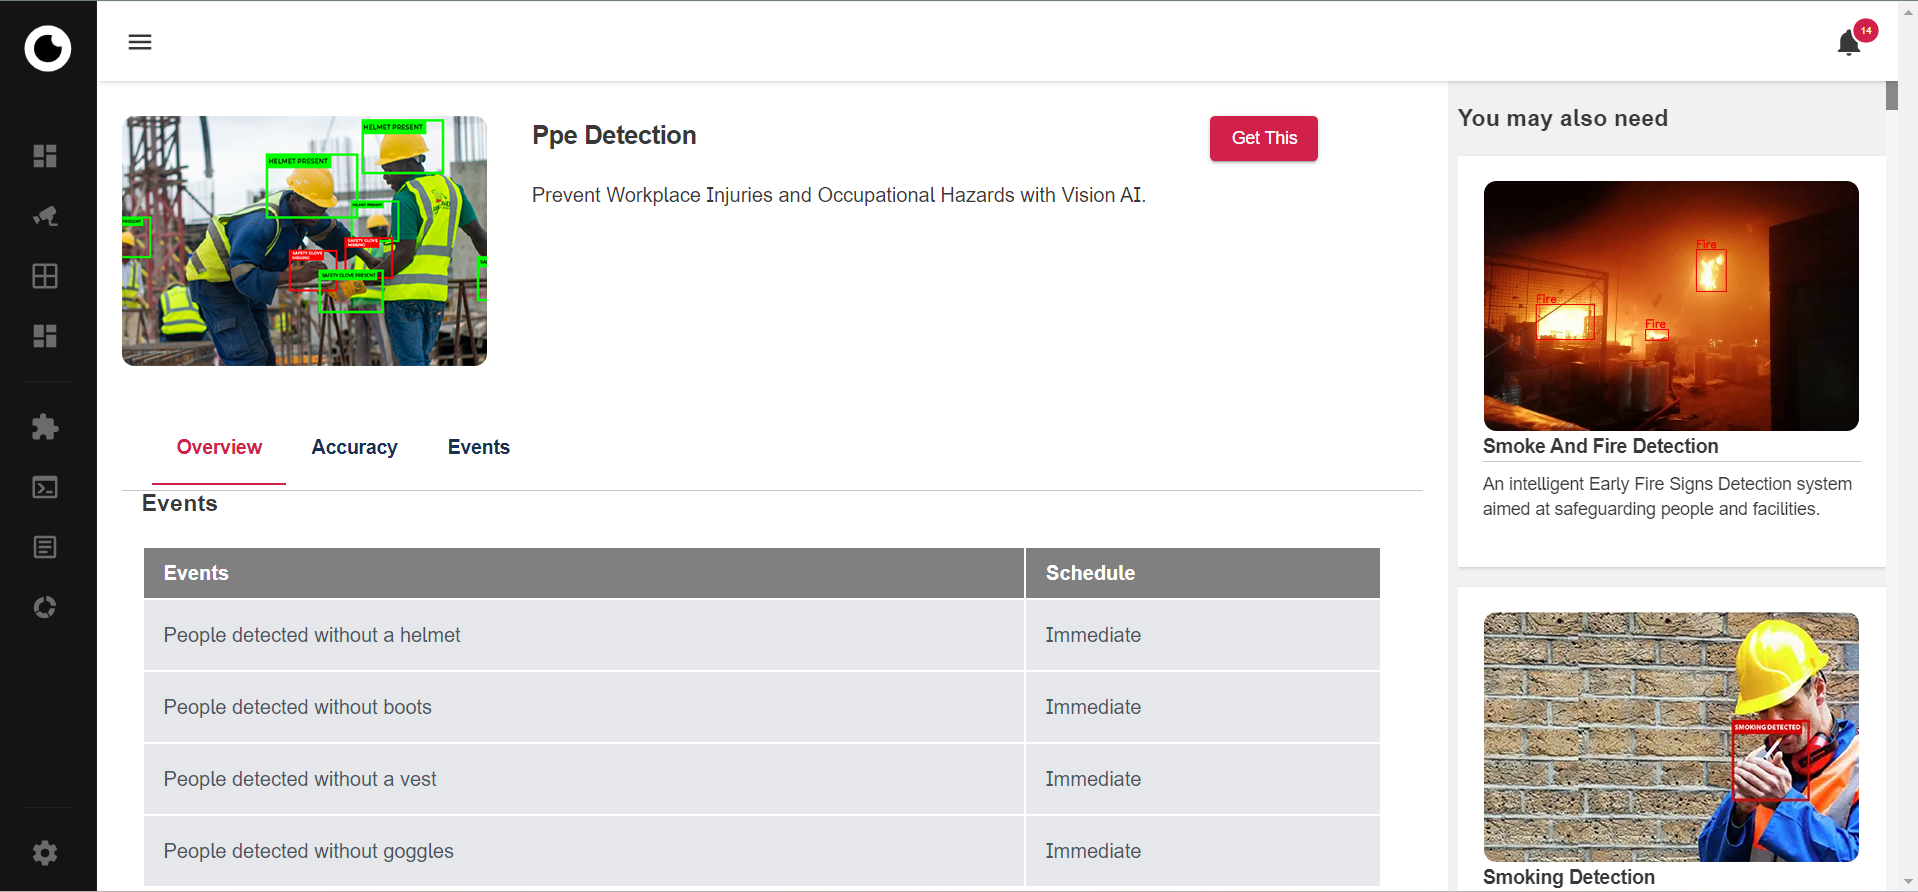 14
HELMET PRESENT
HELMET PRESENT
HELMET PRESENT
PRESENT
SAFETY GLOVE
MISSING
SAFETY GLOVE
MISSING
SAFETY GLOVE PRESENT
Ppe Detection
Get This
Prevent Workplace Injuries and Occupational Hazards with Vision AI.
Overview
Accuracy
Events
Events
Events
Schedule
People detected without a helmet
Immediate
People detected without boots
Immediate
People detected without a vest
Immediate
People detected without goggles
Immediate
You may also need
Fire
Fire
Fire
Smoke And Fire Detection
An intelligent Early Fire Signs Detection system
aimed at safeguarding people and facilities.
SMOKING DETECTED
Smoking Detection